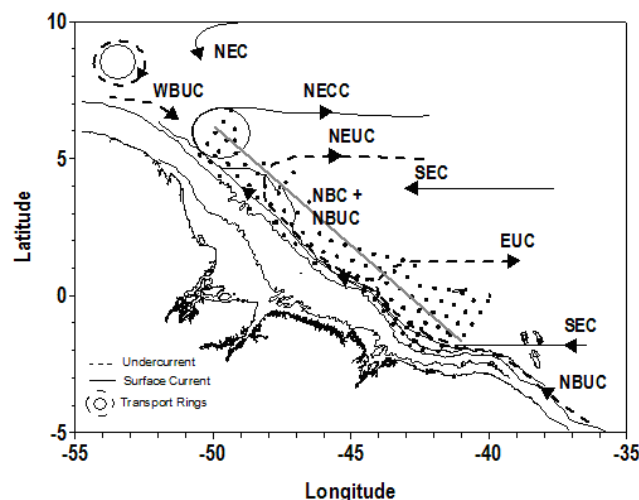 10
NEC
WBUC
NECC
5
NEUC
SEC
NBC +
NBUC
Latitude
EUC
0
SEC
Undercurrent
Surface Current
NBUC
Transport Rings
-5
-55
-50
-45
-40
-35
Longitude